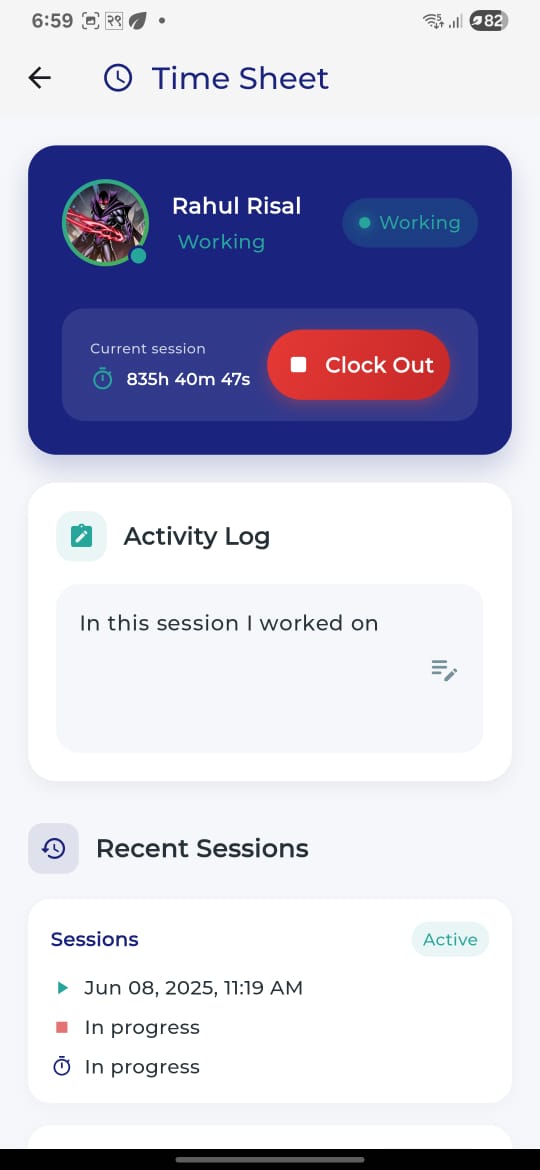 6:59 २९ 82
Time Sheet
Rahul Risal
Working
Working
Current session
835h 40m 47s
Clock Out
Activity Log
In this session I worked on
Recent Sessions
Sessions
Active
Jun 08, 2025, 11:19 AM
In progress
In progress